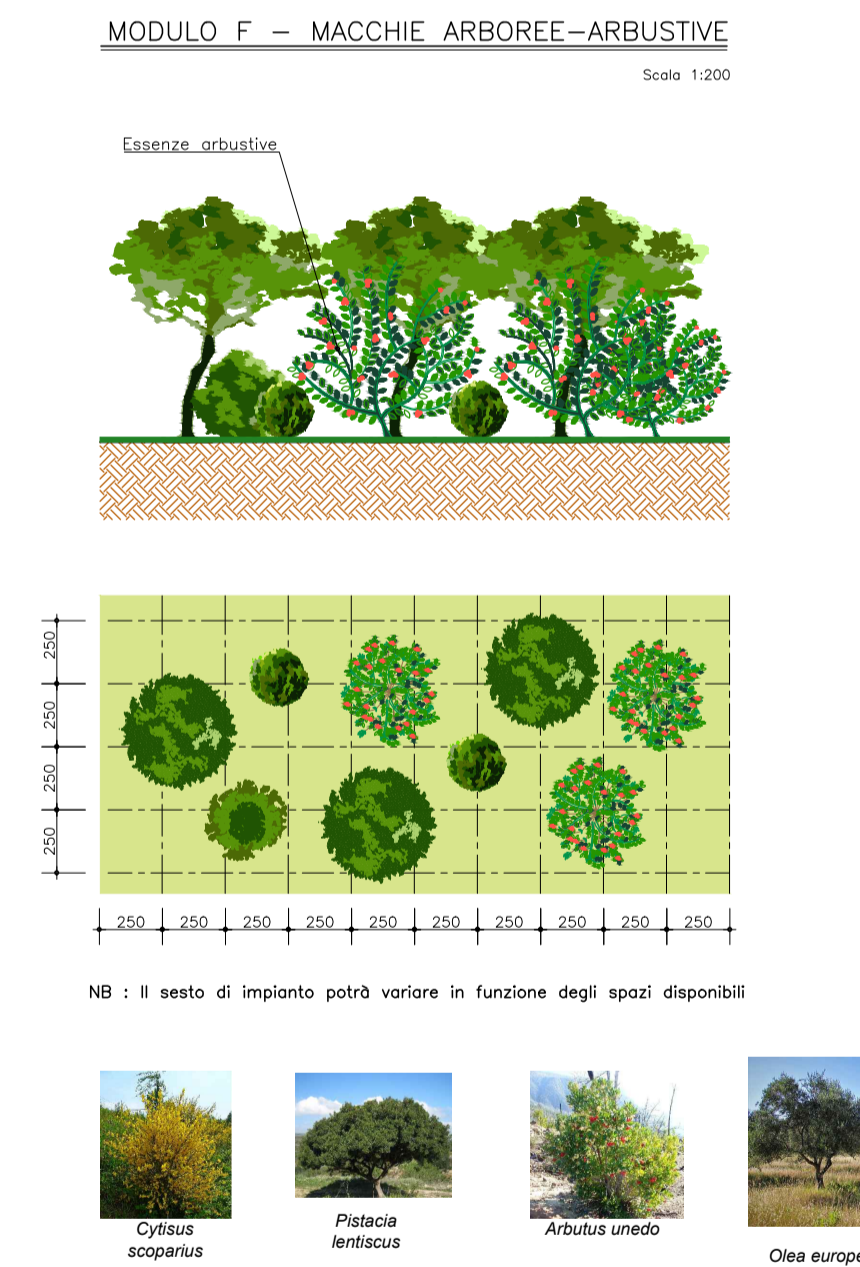 MODULO F – MACCHIE ARBOREE–ARBUSTIVE
Scala 1:200
Essenze arbustive
250
250
250
250
250 250 250 250 250 250 250 250 250 250
NB : Il sesto di impianto potrà variare in funzione degli spazi disponibili
Cytisus
scoparius
Pistacia
lentiscus
Arbutus unedo
Olea europe